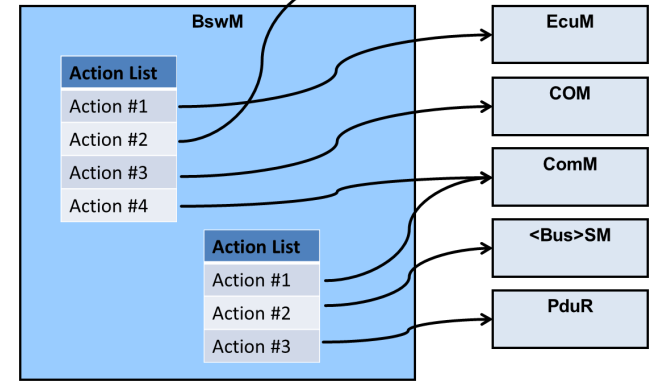 BswM
Action List
Action #1
Action #2
Action #3
Action #4
Action List
Action #1
Action #2
Action #3
EcuM
COM
ComM
<Bus>SM
PduR